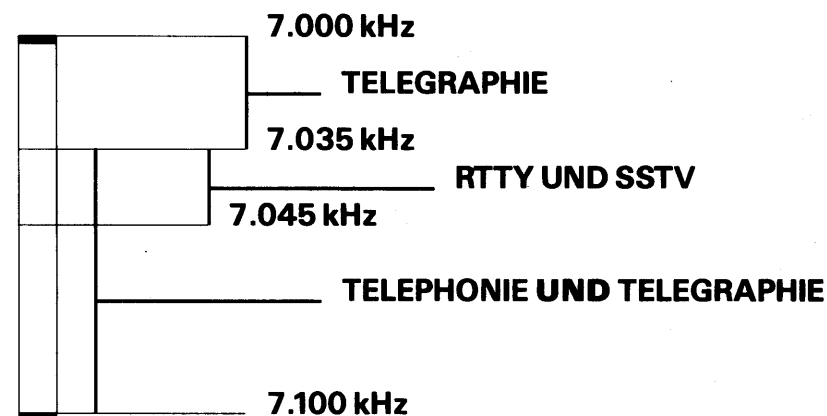 7.000 kHz
TELEGRAPHIE
7.035 kHz
RTTY UND SSTV
7.045 kHz
TELEPHONIE UND TELEGRAPHIE
7.100 kHz